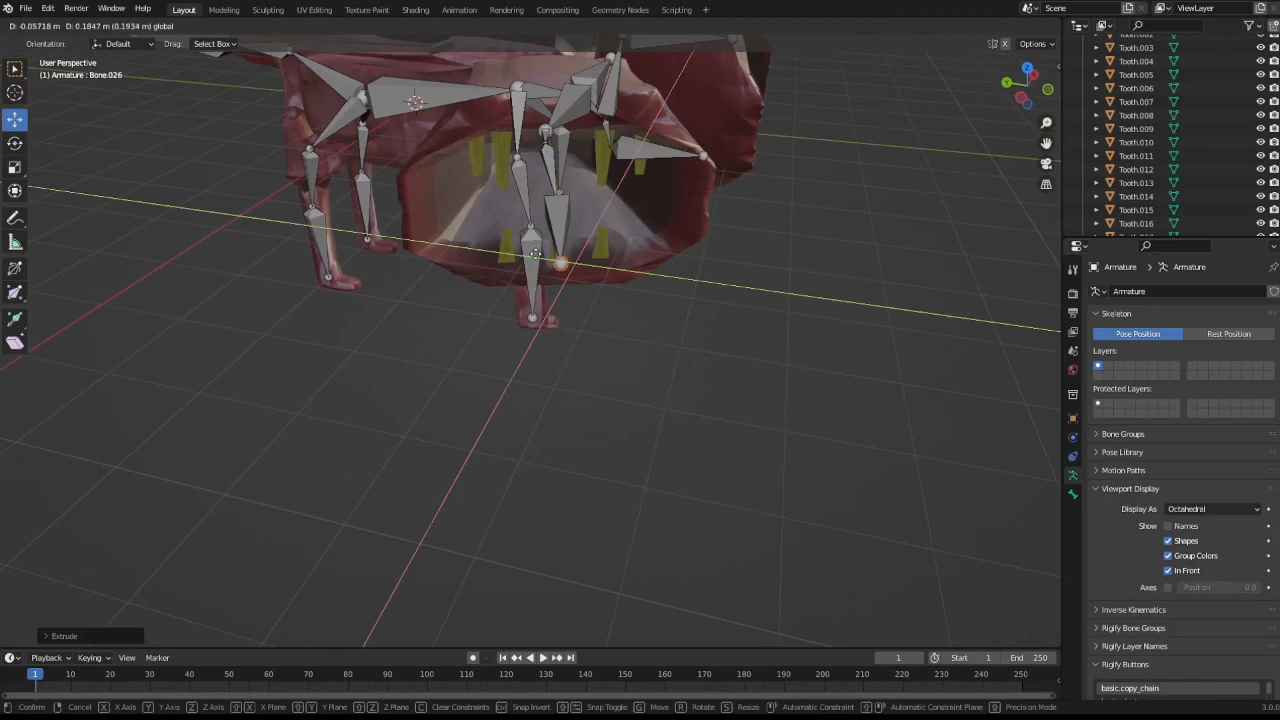 File Edit Render Window Help Layout Modeling Sculpting UV Editing Texture Paint Shading Animation Rendering Compositing Geometry Nodes Scripting + Scene ViewLayer
D: -0.05718 m D: 0.1847 m (0.1934 m) global
Orientation: Default Drag: Select Box X Options
User Perspective
(1) Armature : Bone.026
Z
Y
Tooth.003
Tooth.004
Tooth.005
Tooth.006
Tooth.007
Tooth.008
Tooth.009
Tooth.010
Tooth.011
Tooth.012
Tooth.013
Tooth.014
Tooth.015
Tooth.016
Armature Armature
Armature
Skeleton
Pose Position Rest Position
Layers:
Protected Layers:
Bone Groups
Pose Library
Motion Paths
Viewport Display
Display As Octahedral
Show Names
Shapes
Group Colors
In Front
Axes Position 0.0
Inverse Kinematics
Rigify Bone Groups
Rigify Layer Names
Rigify Buttons
basic.copy_chain
Extrude
Playback Keying View Marker 1 Start 1 End 250
1 10 20 30 40 50 60 70 80 90 100 110 120 130 140 150 160 170 180 190 200 210 220 230 240 250
Confirm Cancel X X Axis Y Y Axis Z Z Axis X X Plane Y Y Plane Z Z Plane C Clear Constraints Snap Invert Snap Toggle G Move R Rotate S Resize Automatic Constraint Automatic Constraint Plane Precision Mode 3.0.0